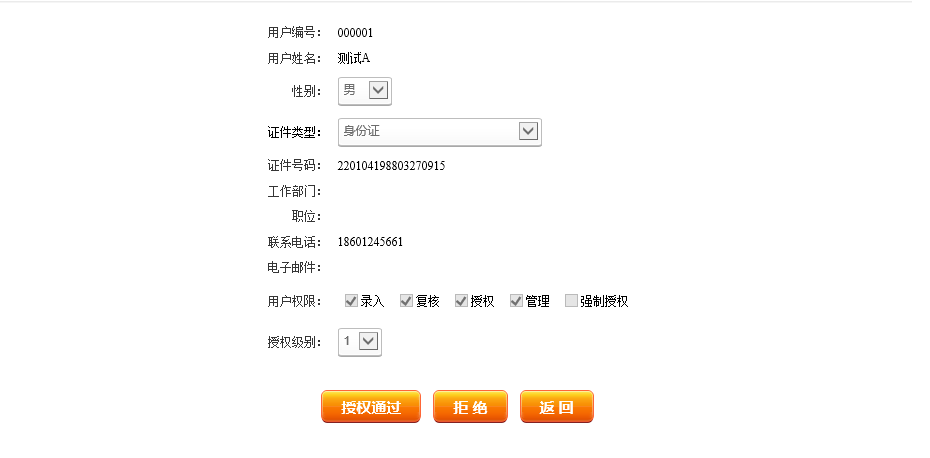 用户编号： 000001
用户姓名： 测试A
性别： 男
证件类型： 身份证
证件号码： 220104198803270915
工作部门：
职位：
联系电话： 18601245661
电子邮件：
用户权限： 录入 复核 授权 管理 强制授权
授权级别： 1
授权通过 拒 绝 返 回